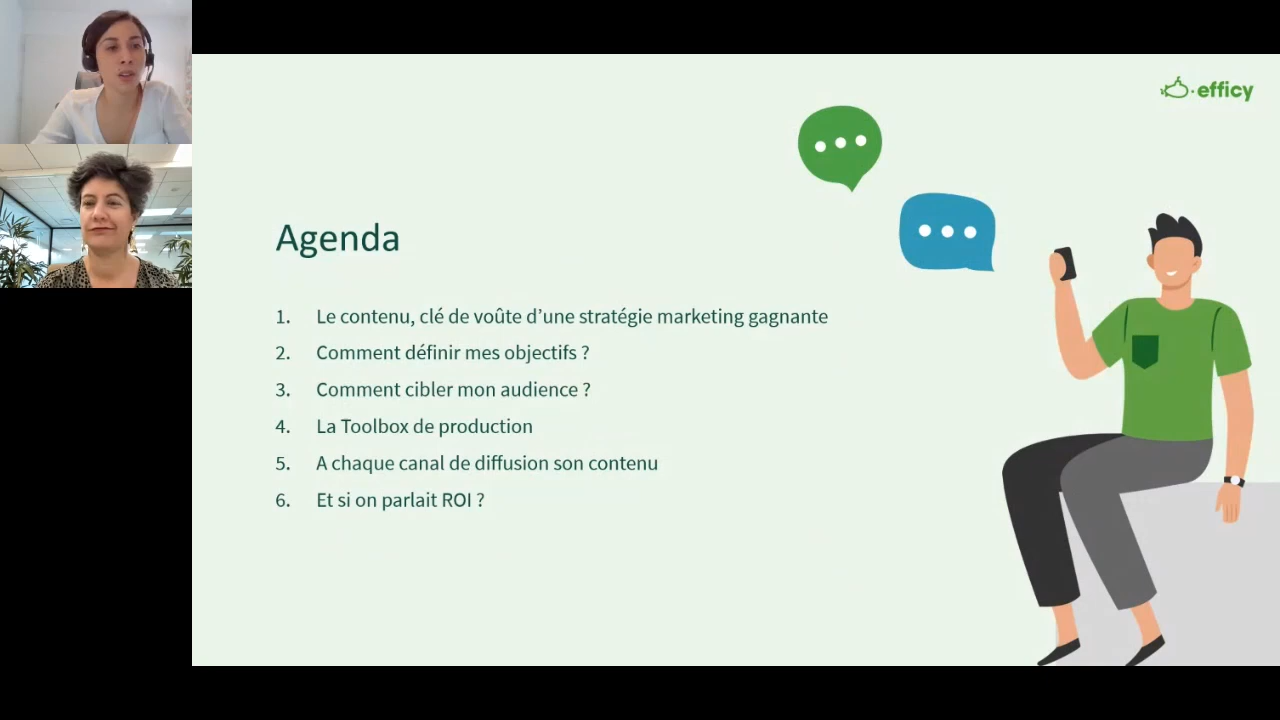 efficy
Agenda
1. Le contenu, clé de voûte d’une stratégie marketing gagnante
2. Comment définir mes objectifs ?
3. Comment cibler mon audience ?
4. La Toolbox de production
5. A chaque canal de diffusion son contenu
6. Et si on parlait ROI ?